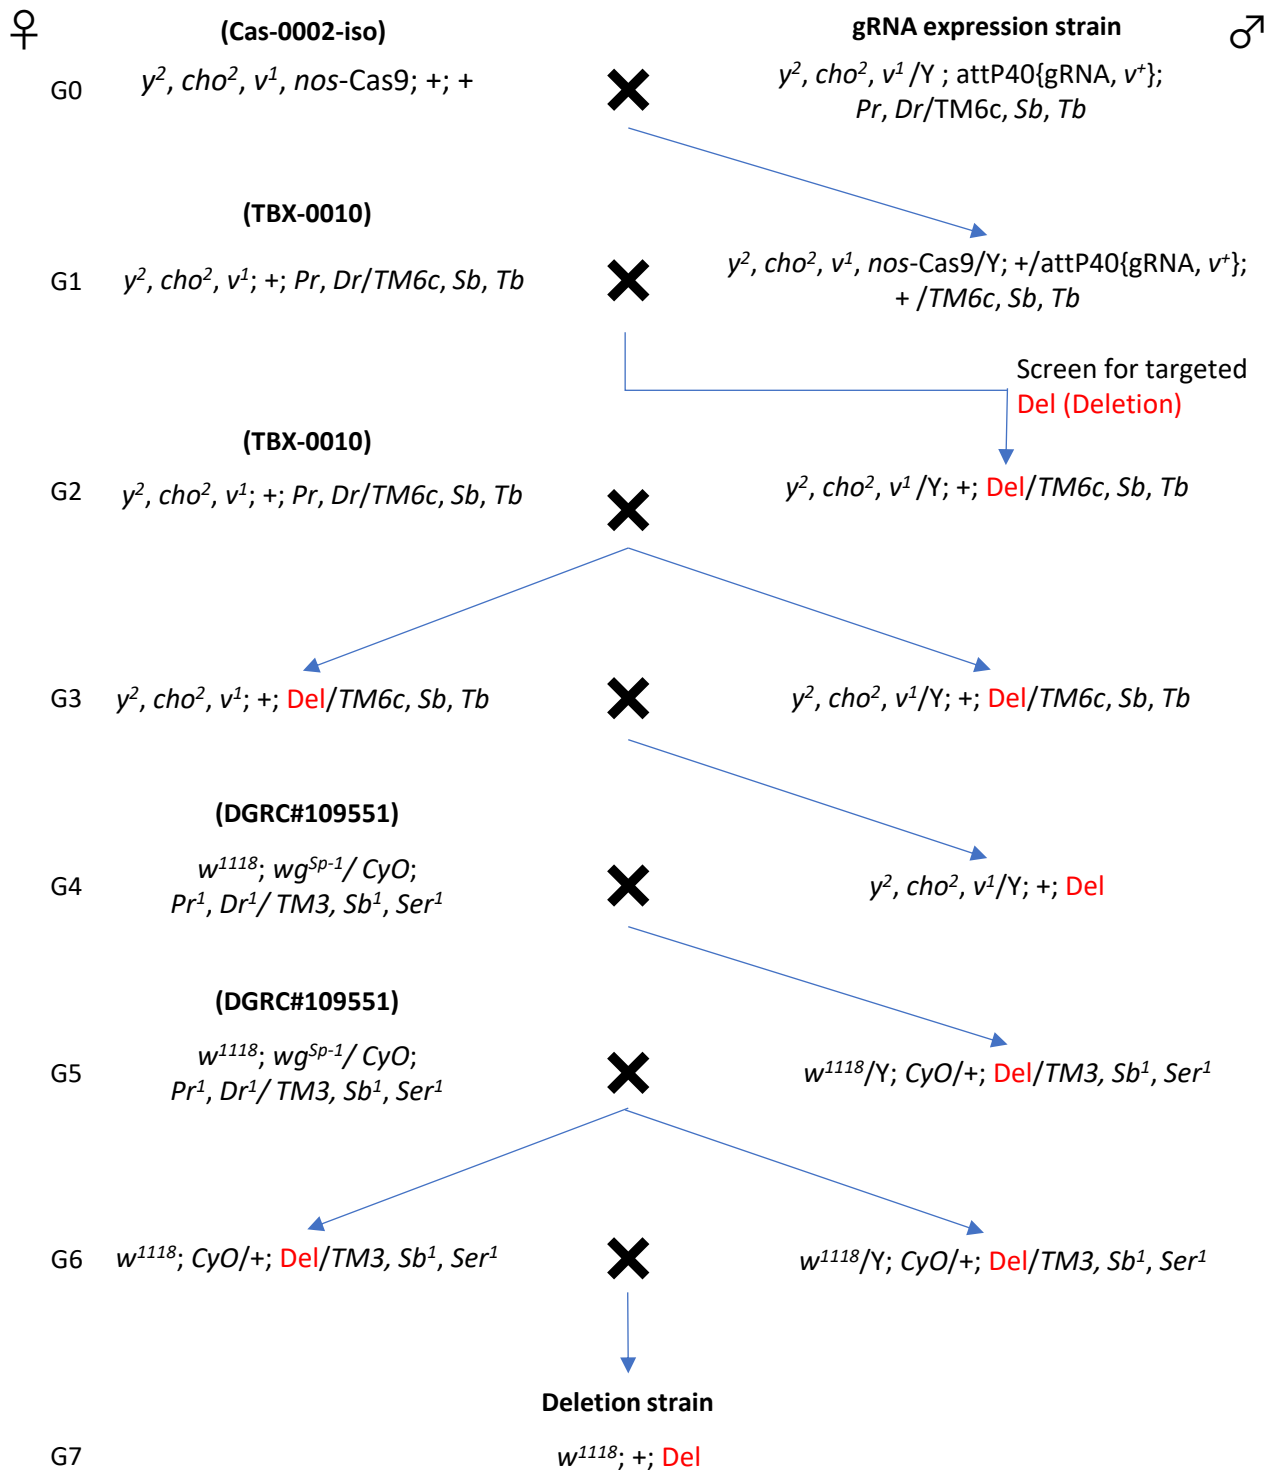 ♀ (Cas-0002-iso) gRNA expression strain ♂
G0 y², cho², v¹, nos-Cas9; +; + y², cho², v¹ /Y ; attP40{gRNA, v⁺};
Pr, Dr/TM6c, Sb, Tb
(TBX-0010)
G1 y², cho², v¹; +; Pr, Dr/TM6c, Sb, Tb y², cho², v¹, nos-Cas9/Y; +/attP40{gRNA, v⁺};
+ /TM6c, Sb, Tb
Screen for targeted
Del (Deletion)
(TBX-0010)
G2 y², cho², v¹; +; Pr, Dr/TM6c, Sb, Tb y², cho², v¹ /Y; +; Del/TM6c, Sb, Tb
G3 y², cho², v¹; +; Del/TM6c, Sb, Tb y², cho², v¹/Y; +; Del/TM6c, Sb, Tb
(DGRC#109551)
w¹¹¹⁸; wgˢᵖ⁻¹/ CyO;
G4 Pr¹, Dr¹/ TM3, Sb¹, Ser¹ y², cho², v¹/Y; +; Del
(DGRC#109551)
w¹¹¹⁸; wgˢᵖ⁻¹/ CyO;
G5 Pr¹, Dr¹/ TM3, Sb¹, Ser¹ w¹¹¹⁸/Y; CyO/+; Del/TM3, Sb¹, Ser¹
G6 w¹¹¹⁸; CyO/+; Del/TM3, Sb¹, Ser¹ w¹¹¹⁸/Y; CyO/+; Del/TM3, Sb¹, Ser¹
Deletion strain
G7 w¹¹¹⁸; +; Del